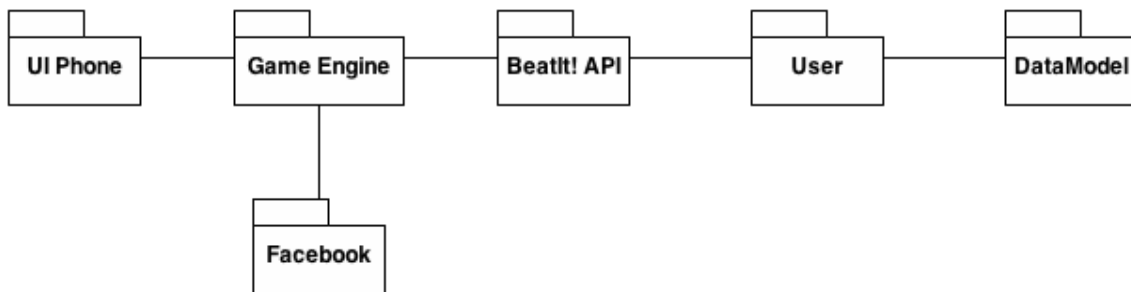 UI Phone
Game Engine
BeatIt! API
User
DataModel
Facebook